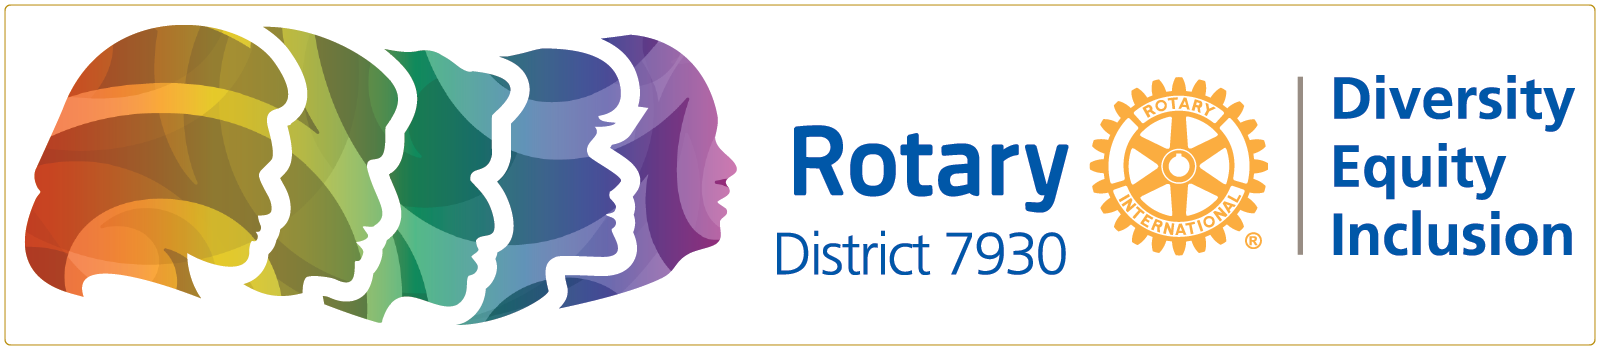 Rotary
District 7930
ROTARY
INTERNATIONAL
®
Diversity
Equity
Inclusion